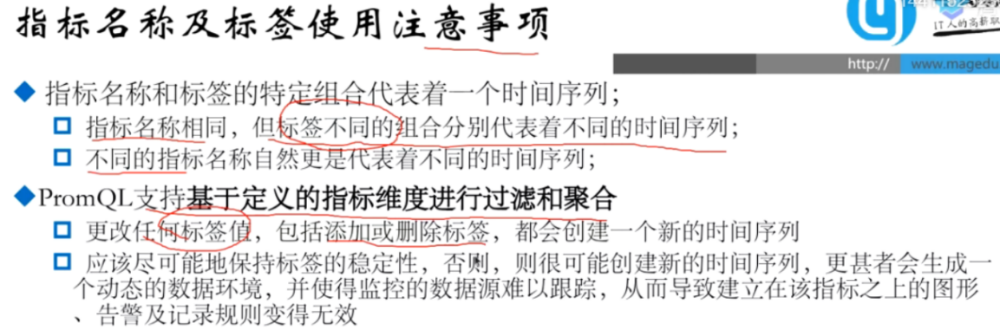 指标名称及标签使用注意事项
IT人的高薪职
http:// www.magedu
指标名称和标签的特定组合代表着一个时间序列；
指标名称相同，但标签不同的组合分别代表着不同的时间序列；
不同的指标名称自然更是代表着不同的时间序列；
PromQL支持基于定义的指标维度进行过滤和聚合
更改任何标签值，包括添加或删除标签，都会创建一个新的时间序列
应该尽可能地保持标签的稳定性，否则，则很可能创建新的时间序列，更甚者会生成一
个动态的数据环境，并使得监控的数据源难以跟踪，从而导致建立在该指标之上的图形
、告警及记录规则变得无效